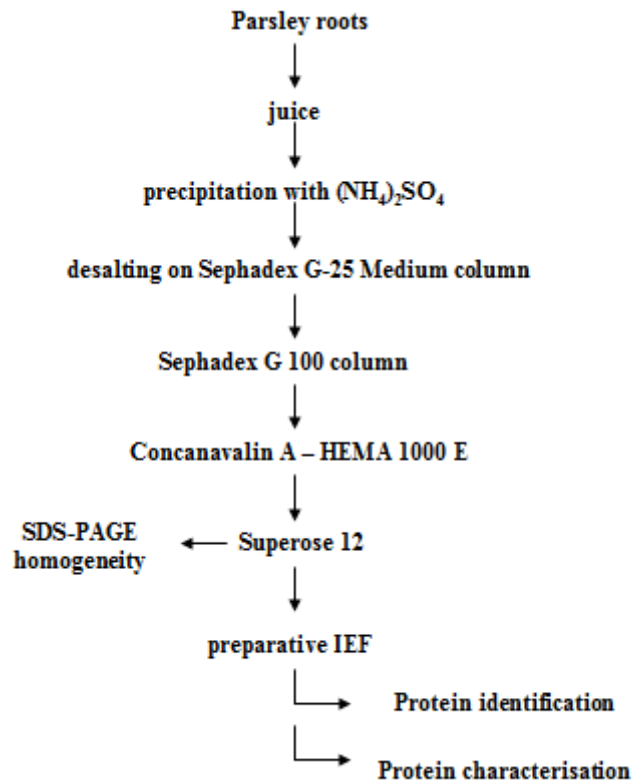 Parsley roots
juice
precipitation with (NH₄)₂SO₄
desalting on Sephadex G-25 Medium column
Sephadex G 100 column
Concanavalin A – HEMA 1000 E
SDS-PAGE
homogeneity
Superose 12
preparative IEF
Protein identification
Protein characterisation